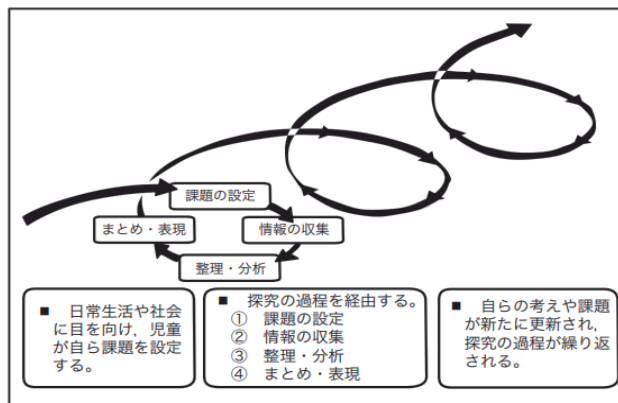 課題の設定
まとめ・表現
情報の収集
整理・分析
■ 日常生活や社会
に目を向け，児童
が自ら課題を設定
する。
■ 探究の過程を経由する。
① 課題の設定
② 情報の収集
③ 整理・分析
④ まとめ・表現
■ 自らの考えや課題
が新たに更新され，
探究の過程が繰り返
される。